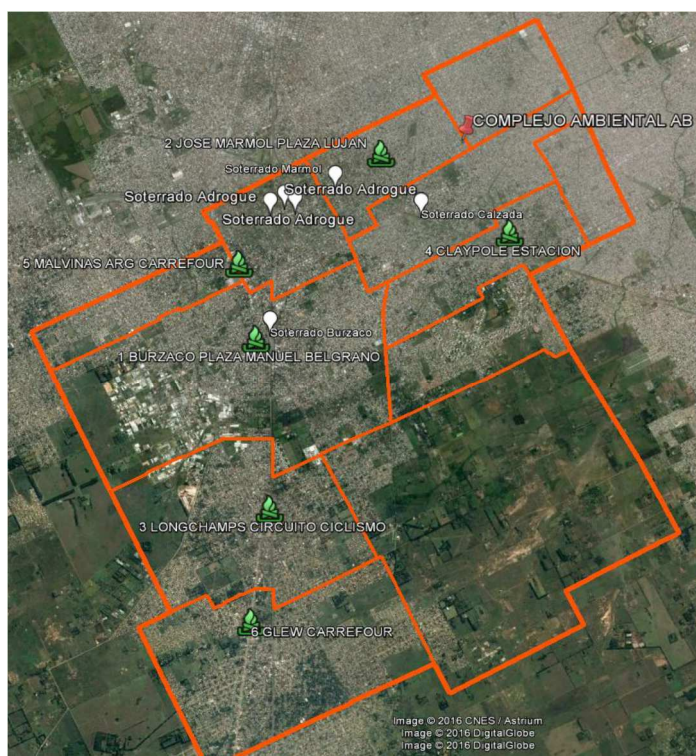 COMPLEJO AMBIENTAL AB
2 JOSE MARMOL PLAZA LUJAN
Soterrado Marmol
Soterrado Adrogue
Soterrado Adrogue
Soterrado Calzada
Soterrado Adrogue
4 CLAYPOLE ESTACION
5 MALVINAS ARG CARREFOUR
Soterrado Burzaco
1 BURZACO PLAZA MANUEL BELGRANO
3 LONGCHAMPS CIRCUITO CICLISMO
6 GLEW CARREFOUR
Image © 2016 CNES / Astrium
Image © 2016 DigitalGlobe
Image © 2016 DigitalGlobe